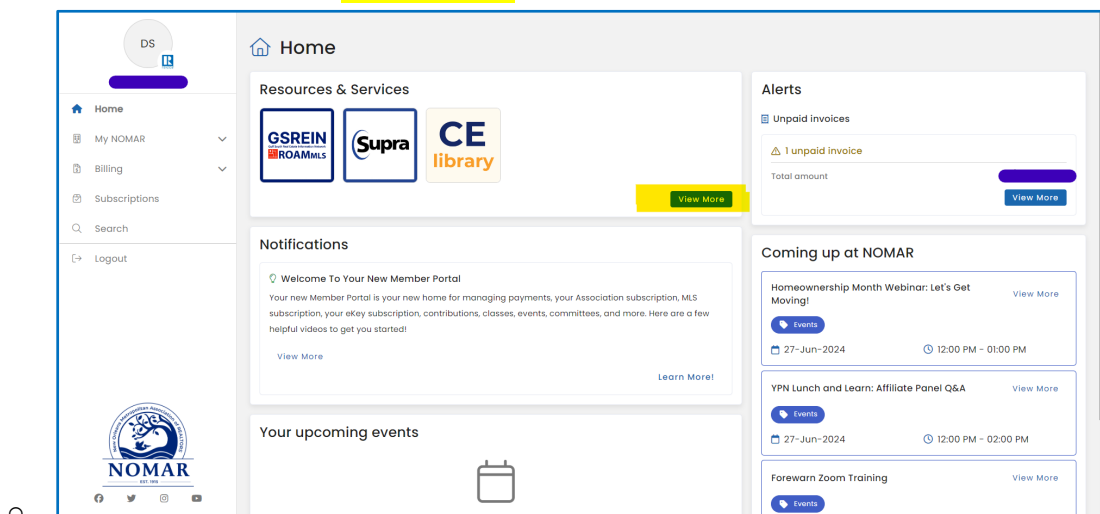 DS
Home
My NOMAR
Billing
Subscriptions
Search
Logout
NOMAR
EST. 1915
Home
Resources & Services
GSREIN
ROAM MLS
Supra
CE
library
View More
Notifications
Welcome To Your New Member Portal
Your new Member Portal is your new home for managing payments, your Association subscription, MLS
subscription, your eKey subscription, contributions, classes, events, committees, and more. Here are a few
helpful videos to get you started!
View More
Learn More!
Your upcoming events
Alerts
Unpaid invoices
1 unpaid invoice
Total amount
View More
Coming up at NOMAR
Homeownership Month Webinar: Let's Get
Moving!
View More
Events
27-Jun-2024
12:00 PM - 01:00 PM
YPN Lunch and Learn: Affiliate Panel Q&A
View More
Events
27-Jun-2024
12:00 PM - 02:00 PM
Forewarn Zoom Training
View More
Events